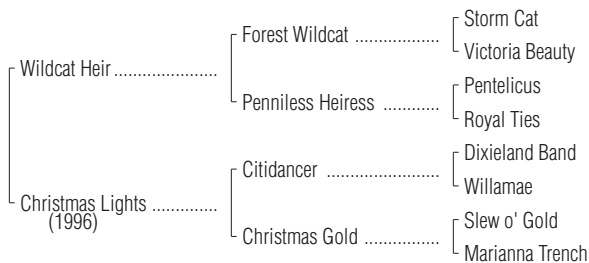 Storm Cat
Forest Wildcat ..................
Victoria Beauty
Wildcat Heir ......................
Pentelicus
Penniless Heiress ............
Royal Ties
Dixieland Band
Citidancer ........................
Willamae
Christmas Lights ..............
(1996)
Slew o' Gold
Christmas Gold ................
Marianna Trench